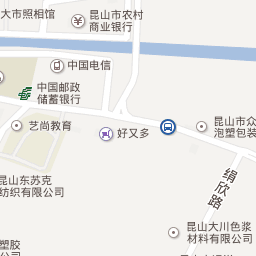 大市照相馆
昆山市农村
商业银行
中国电信
中国邮政
储蓄银行
艺尚教育
好又多
昆山市众
泡塑包装
绢欣路
昆山东苏克
纺织有限公司
昆山大川色浆
材料有限公司
塑胶
公司